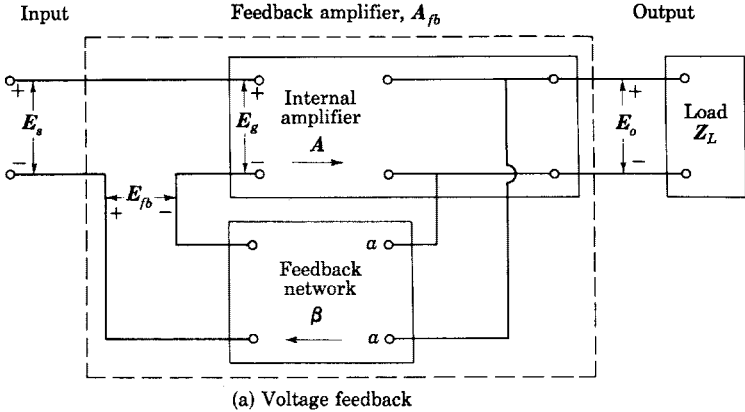 Input
Feedback amplifier, A_fb
Output
+
E_s
−
+
E_g
−
Internal
amplifier
A
+
E_o
−
Load
Z_L
E_fb
+ −
a
Feedback
network
β
a
(a) Voltage feedback